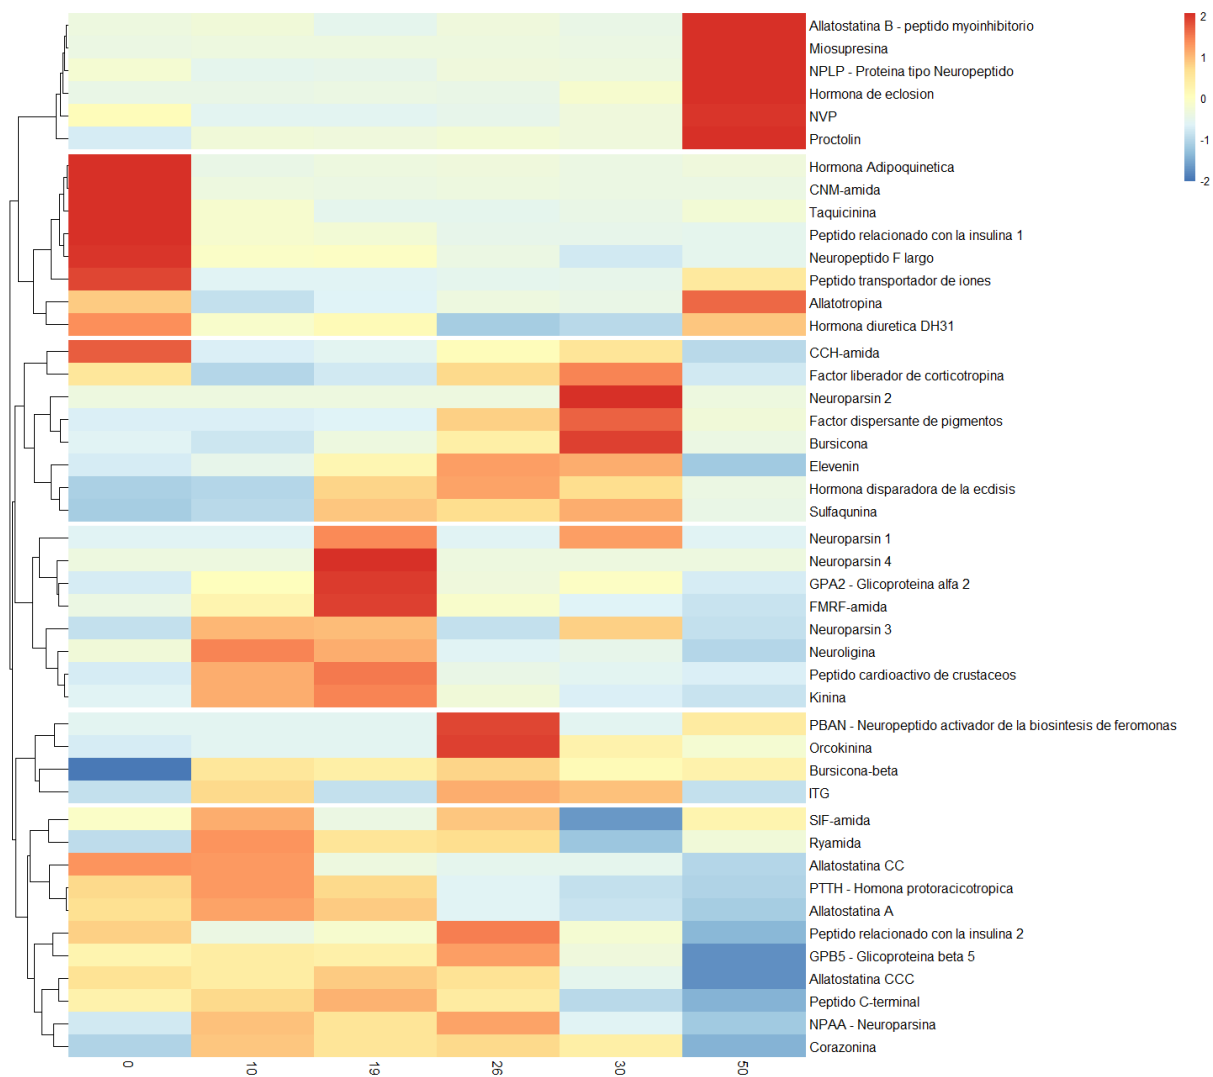 Allatostatina B - peptido myoinhibitorio
Miosupresina
NPLP - Proteina tipo Neuropeptido
Hormona de eclosion
NVP
Proctolin
Hormona Adipoquinetica
CNM-amida
Taquicinina
Peptido relacionado con la insulina 1
Neuropeptido F largo
Peptido transportador de iones
Allatotropina
Hormona diuretica DH31
CCH-amida
Factor liberador de corticotropina
Neuroparsin 2
Factor dispersante de pigmentos
Bursicona
Elevenin
Hormona disparadora de la ecdisis
Sulfaqunina
Neuroparsin 1
Neuroparsin 4
GPA2 - Glicoproteina alfa 2
FMRF-amida
Neuroparsin 3
Neuroligina
Peptido cardioactivo de crustaceos
Kinina
PBAN - Neuropeptido activador de la biosintesis de feromonas
Orcokinina
Bursicona-beta
ITG
SIF-amida
Ryamida
Allatostatina CC
PTTH - Homona protoracicotropica
Allatostatina A
Peptido relacionado con la insulina 2
GPB5 - Glicoproteina beta 5
Allatostatina CCC
Peptido C-terminal
NPAA - Neuroparsina
Corazonina
0
10
19
26
30
50
2
1
0
-1
-2